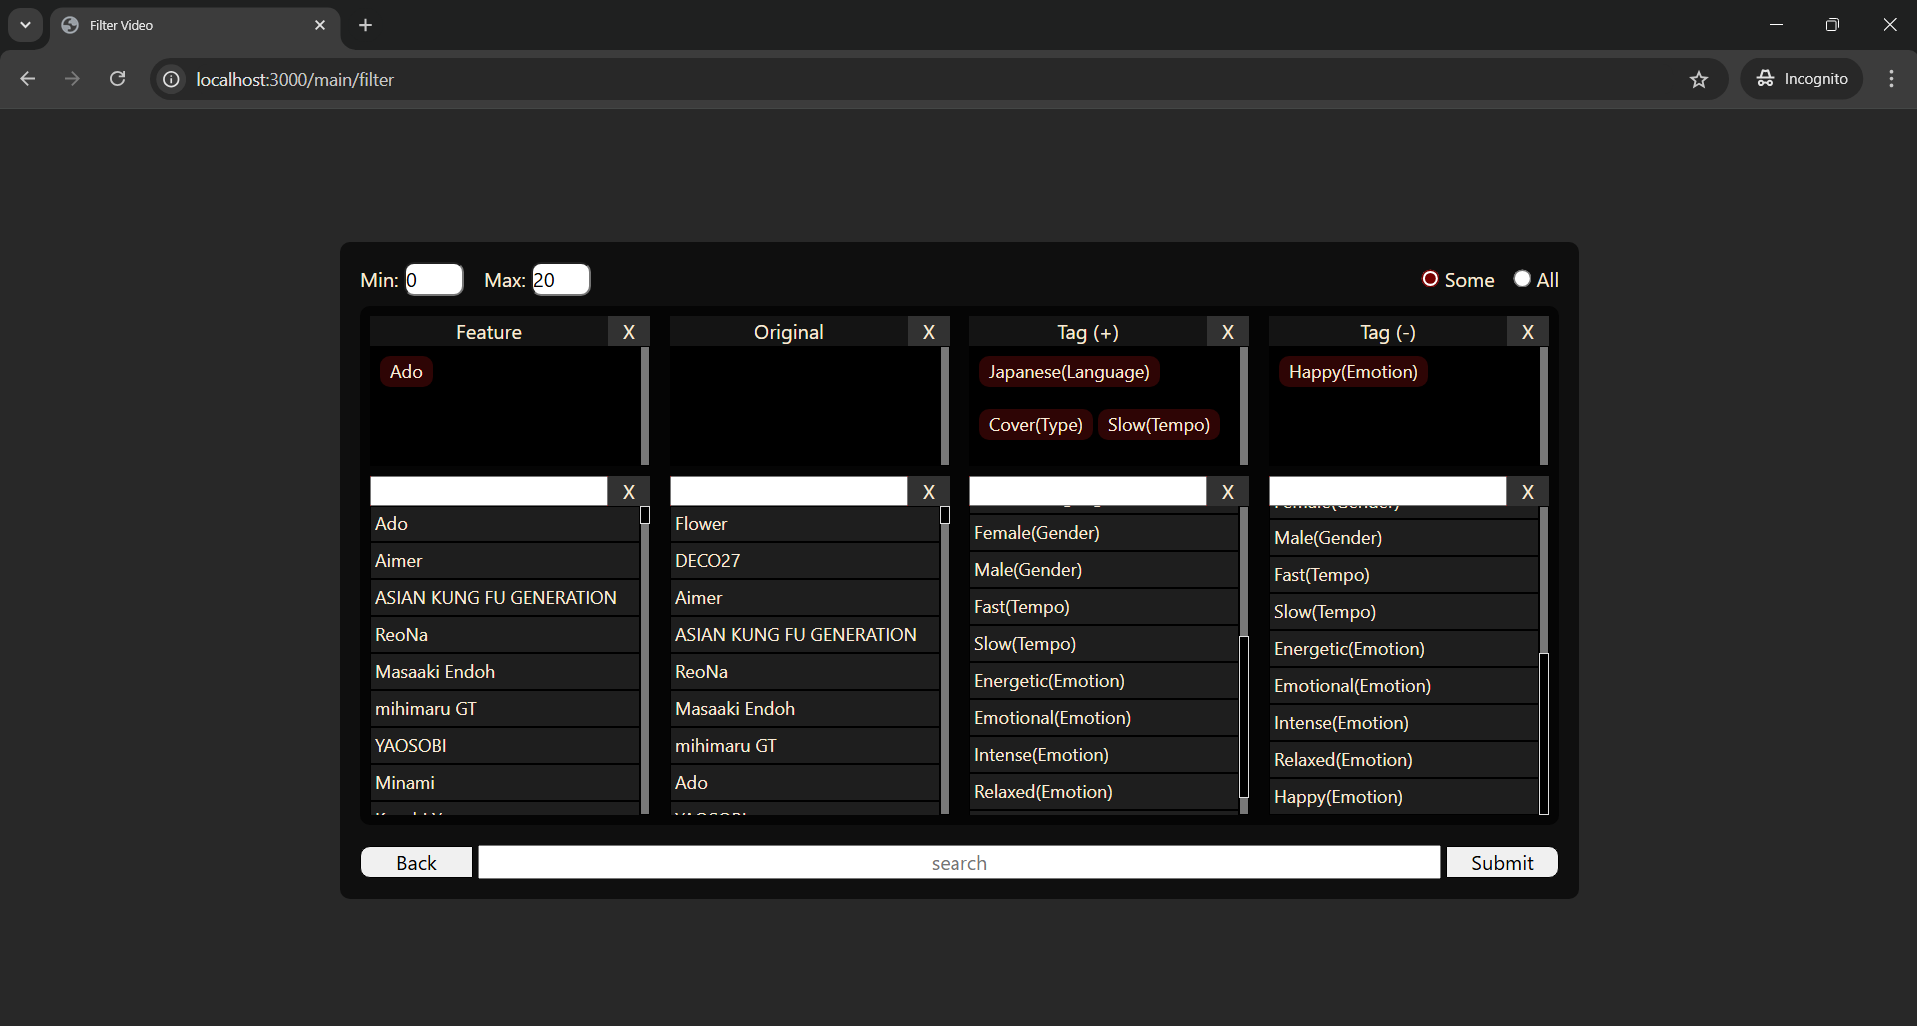 Filter Video
localhost:3000/main/filter
Incognito
Min: 0 Max: 20 Some All
Feature X Original X Tag (+) X Tag (-) X
Ado Japanese(Language) Happy(Emotion)
Cover(Type) Slow(Tempo)
X X X X
Ado
Aimer
ASIAN KUNG FU GENERATION
ReoNa
Masaaki Endoh
mihimaru GT
YAOSOBI
Minami
Flower
DECO27
Aimer
ASIAN KUNG FU GENERATION
ReoNa
Masaaki Endoh
mihimaru GT
Ado
Female(Gender)
Male(Gender)
Fast(Tempo)
Slow(Tempo)
Energetic(Emotion)
Emotional(Emotion)
Intense(Emotion)
Relaxed(Emotion)
Male(Gender)
Fast(Tempo)
Slow(Tempo)
Energetic(Emotion)
Emotional(Emotion)
Intense(Emotion)
Relaxed(Emotion)
Happy(Emotion)
Back search Submit